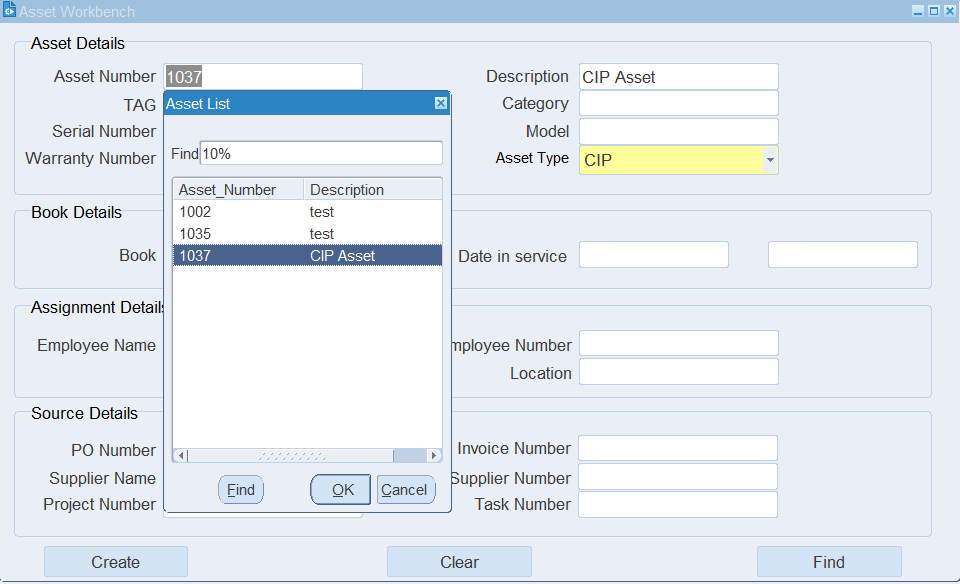 Asset Workbench
Asset Details
Asset Number 1037 Description CIP Asset
TAG Category
Serial Number Model
Warranty Number Asset Type CIP
Asset List
Find 10%
Asset_Number Description
1002 test
1035 test
1037 CIP Asset
Find OK Cancel
Book Details
Book Date in service
Assignment Details
Employee Name mployee Number
Location
Source Details
PO Number Invoice Number
Supplier Name Supplier Number
Project Number Task Number
Create Clear Find